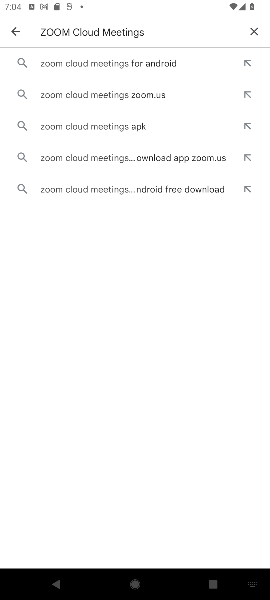 7:04
ZOOM Cloud Meetings
zoom cloud meetings for android
zoom cloud meetings zoom.us
zoom cloud meetings apk
zoom cloud meetings...ownload app zoom.us
zoom cloud meetings...ndroid free download